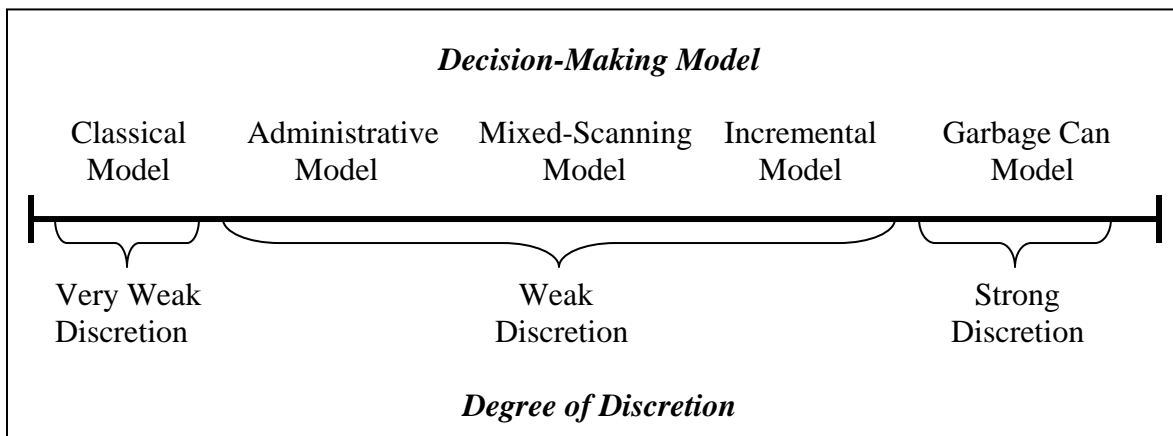 Decision-Making Model
Classical Administrative Mixed-Scanning Incremental Garbage Can
Model Model Model Model Model
Very Weak Weak Strong
Discretion Discretion Discretion
Degree of Discretion